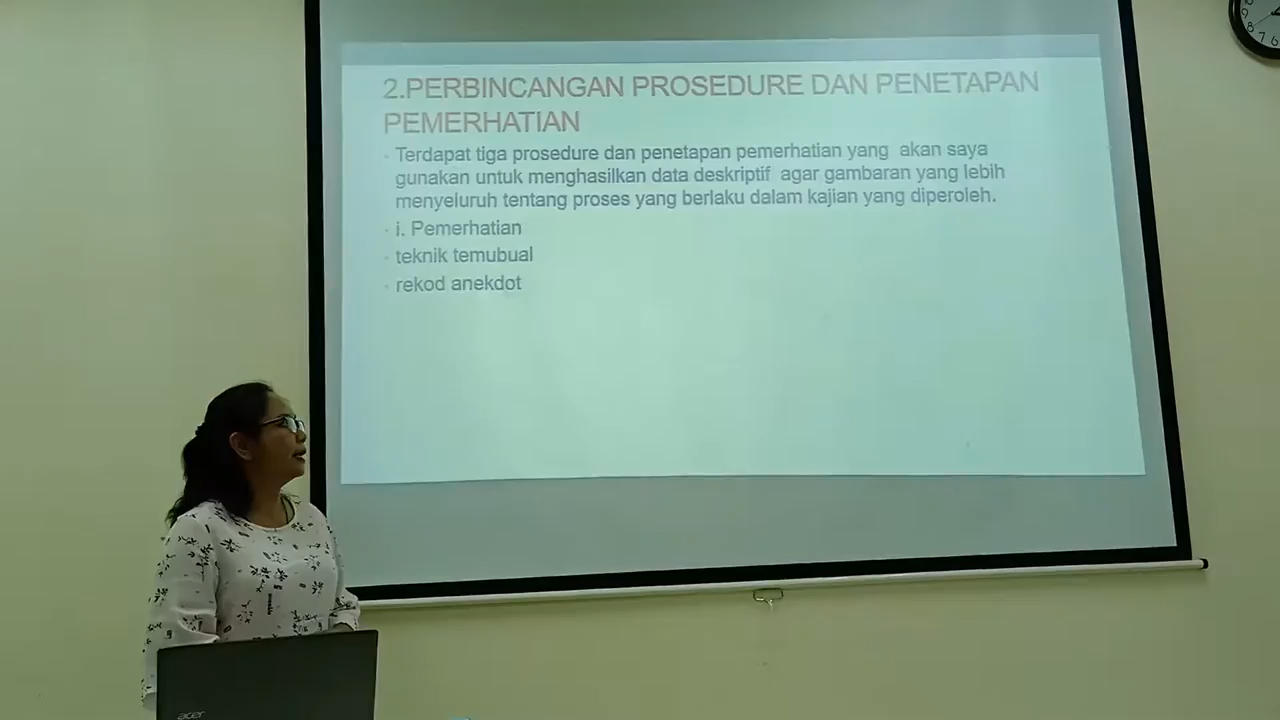 2.PERBINCANGAN PROSEDURE DAN PENETAPAN
PEMERHATIAN
Terdapat tiga prosedure dan penetapan pemerhatian yang akan saya
gunakan untuk menghasilkan data deskriptif agar gambaran yang lebih
menyeluruh tentang proses yang berlaku dalam kajian yang diperoleh.
i. Pemerhatian
teknik temubual
rekod anekdot
acer